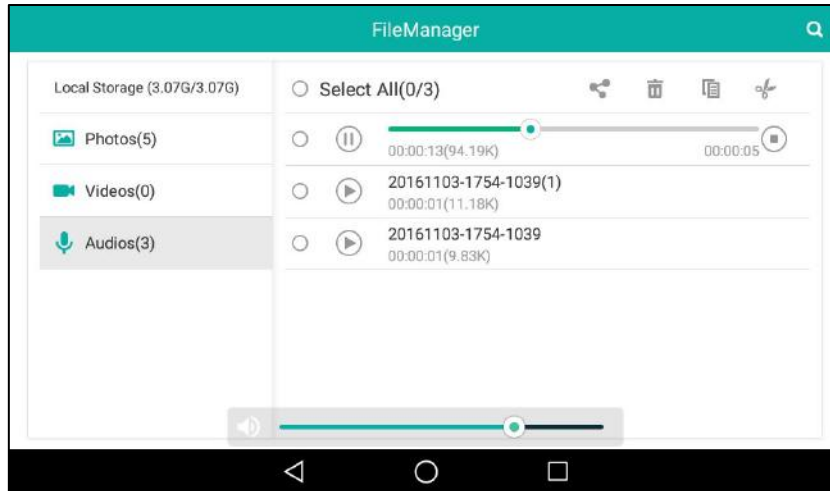 FileManager
Local Storage (3.07G/3.07G)
Select All(0/3)
Photos(5)
00:00:13(94.19K)
00:00:05
Videos(0)
20161103-1754-1039(1)
00:00:01(11.18K)
Audios(3)
20161103-1754-1039
00:00:01(9.83K)